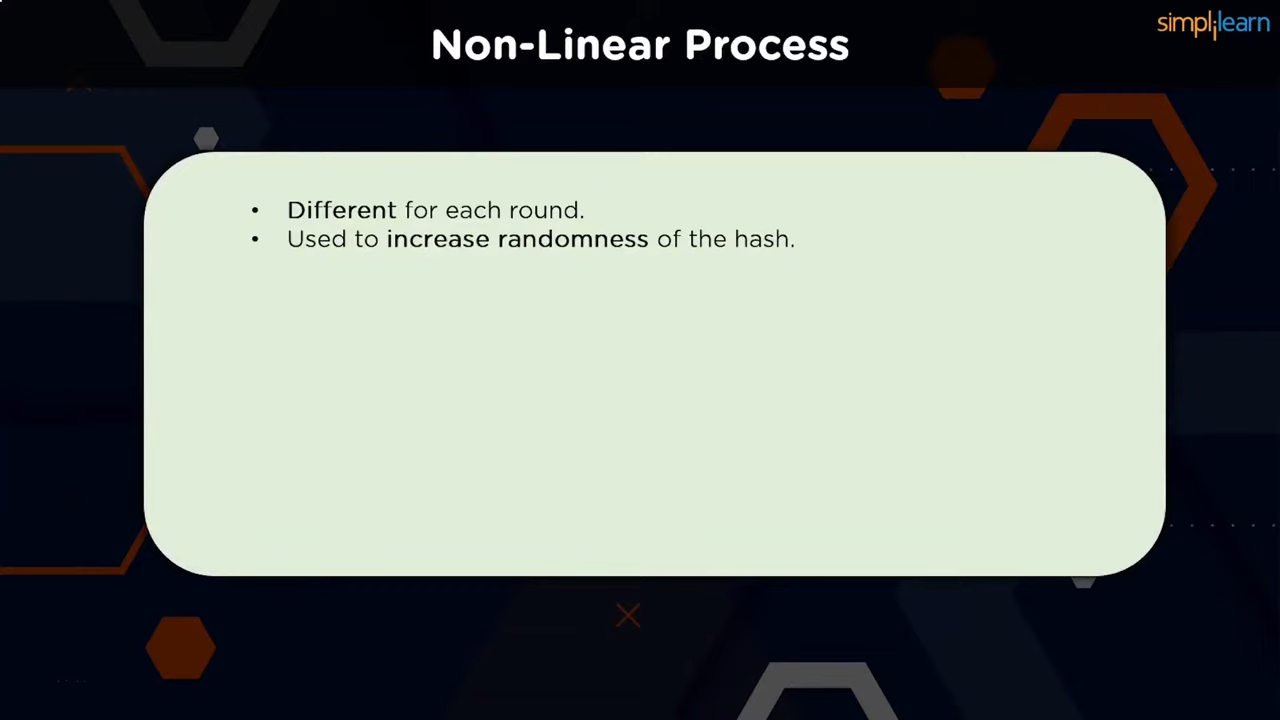 Non-Linear Process
simplilearn
• Different for each round.
• Used to increase randomness of the hash.